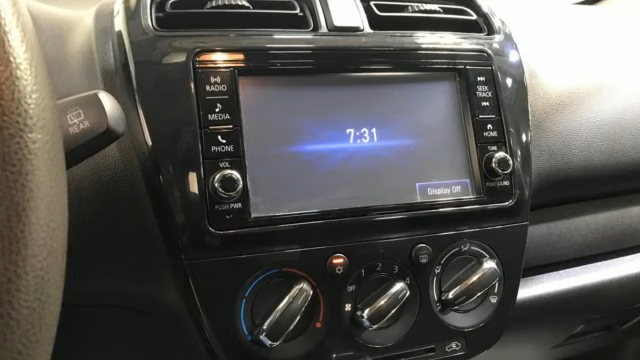 RADIO
MEDIA
PHONE
VOL
PUSH PWR
7:31
Display Off
SEEK
TRACK
HOME
TUNE
PUSH SOUND
REAR
OFF
2
3